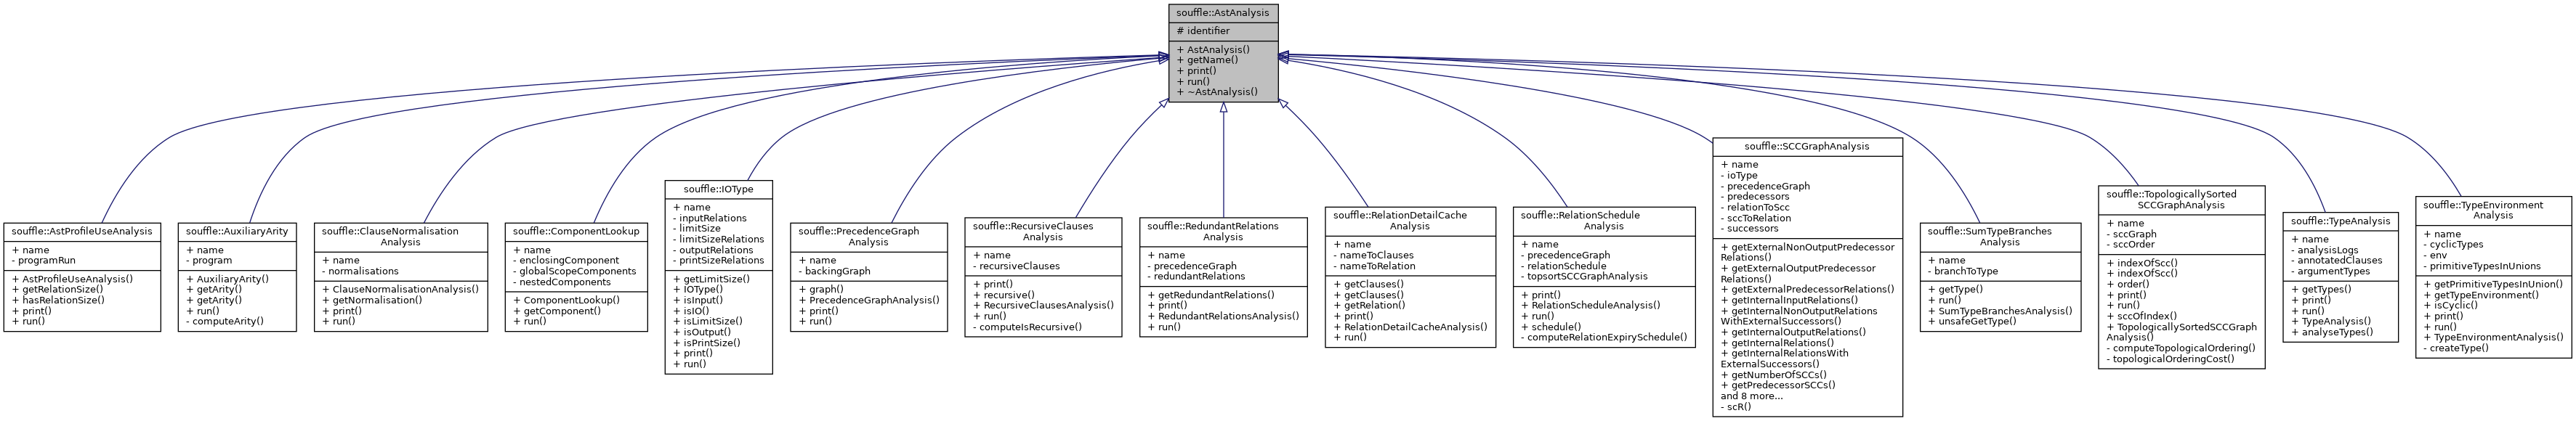 souffle::AstAnalysis
# identifier
+ AstAnalysis()
+ getName()
+ print()
+ run()
+ ~AstAnalysis()
souffle::AstProfileUseAnalysis
+ name
- programRun
+ AstProfileUseAnalysis()
+ getRelationSize()
+ hasRelationSize()
+ print()
+ run()
souffle::AuxiliaryArity
+ name
- program
+ AuxiliaryArity()
+ getArity()
+ getArity()
+ run()
- computeArity()
souffle::ClauseNormalisation
Analysis
+ name
- normalisations
+ ClauseNormalisationAnalysis()
+ getNormalisation()
+ print()
+ run()
souffle::ComponentLookup
+ name
- enclosingComponent
- globalScopeComponents
- nestedComponents
+ ComponentLookup()
+ getComponent()
+ run()
souffle::IOType
+ name
- inputRelations
- limitSize
- limitSizeRelations
- outputRelations
- printSizeRelations
+ getLimitSize()
+ IOType()
+ isInput()
+ isIO()
+ isLimitSize()
+ isOutput()
+ isPrintSize()
+ print()
+ run()
souffle::PrecedenceGraph
Analysis
+ name
- backingGraph
+ graph()
+ PrecedenceGraphAnalysis()
+ print()
+ run()
souffle::RecursiveClauses
Analysis
+ name
- recursiveClauses
+ print()
+ recursive()
+ RecursiveClausesAnalysis()
+ run()
- computeIsRecursive()
souffle::RedundantRelations
Analysis
+ name
- precedenceGraph
- redundantRelations
+ getRedundantRelations()
+ print()
+ RedundantRelationsAnalysis()
+ run()
souffle::RelationDetailCache
Analysis
+ name
- nameToClauses
- nameToRelation
+ getClauses()
+ getClauses()
+ getRelation()
+ print()
+ RelationDetailCacheAnalysis()
+ run()
souffle::RelationSchedule
Analysis
+ name
- precedenceGraph
- relationSchedule
- topsortSCCGraphAnalysis
+ print()
+ RelationScheduleAnalysis()
+ run()
+ schedule()
- computeRelationExpirySchedule()
souffle::SCCGraphAnalysis
+ name
- ioType
- precedenceGraph
- predecessors
- relationToScc
- sccToRelation
- successors
+ getExternalNonOutputPredecessor
Relations()
+ getExternalOutputPredecessor
Relations()
+ getExternalPredecessorRelations()
+ getInternalInputRelations()
+ getInternalNonOutputRelations
WithExternalSuccessors()
+ getInternalOutputRelations()
+ getInternalRelations()
+ getInternalRelationsWith
ExternalSuccessors()
+ getNumberOfSCCs()
+ getPredecessorSCCs()
and 8 more...
- scR()
souffle::SumTypeBranches
Analysis
+ name
- branchToType
+ getType()
+ run()
+ SumTypeBranchesAnalysis()
+ unsafeGetType()
souffle::TopologicallySorted
SCCGraphAnalysis
+ name
- sccGraph
- sccOrder
+ indexOfScc()
+ indexOfScc()
+ order()
+ print()
+ run()
+ sccOfIndex()
+ TopologicallySortedSCCGraph
Analysis()
- computeTopologicalOrdering()
- topologicalOrderingCost()
souffle::TypeAnalysis
+ name
- analysisLogs
- annotatedClauses
- argumentTypes
+ getTypes()
+ print()
+ run()
+ TypeAnalysis()
+ analyseTypes()
souffle::TypeEnvironment
Analysis
+ name
- cyclicTypes
- env
- primitiveTypesInUnions
+ getPrimitiveTypesInUnion()
+ getTypeEnvironment()
+ isCyclic()
+ print()
+ run()
+ TypeEnvironmentAnalysis()
- createType()